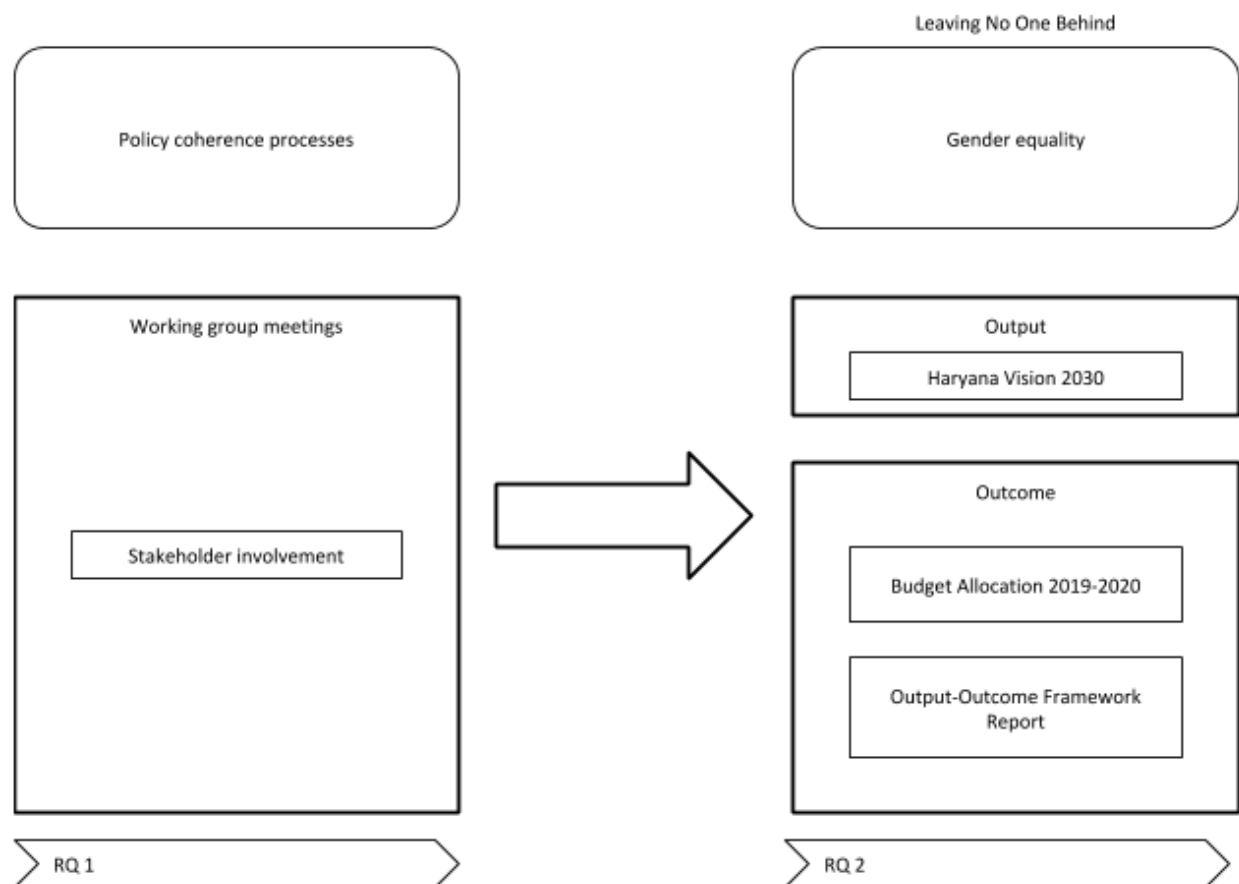 Leaving No One Behind
Policy coherence processes
Gender equality
Working group meetings
Stakeholder involvement
Output
Haryana Vision 2030
Outcome
Budget Allocation 2019-2020
Output-Outcome Framework
Report
RQ 1
RQ 2